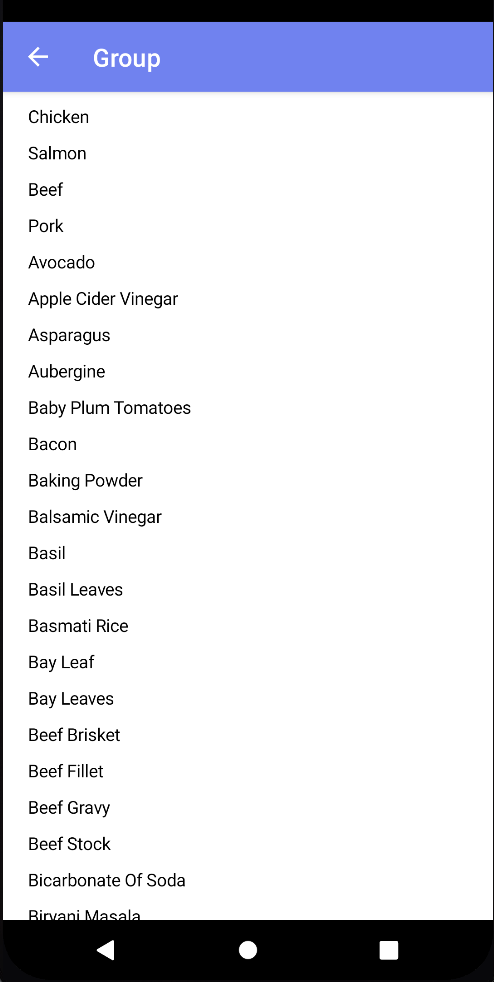 Group
Chicken
Salmon
Beef
Pork
Avocado
Apple Cider Vinegar
Asparagus
Aubergine
Baby Plum Tomatoes
Bacon
Baking Powder
Balsamic Vinegar
Basil
Basil Leaves
Basmati Rice
Bay Leaf
Bay Leaves
Beef Brisket
Beef Fillet
Beef Gravy
Beef Stock
Bicarbonate Of Soda
Biryani Masala